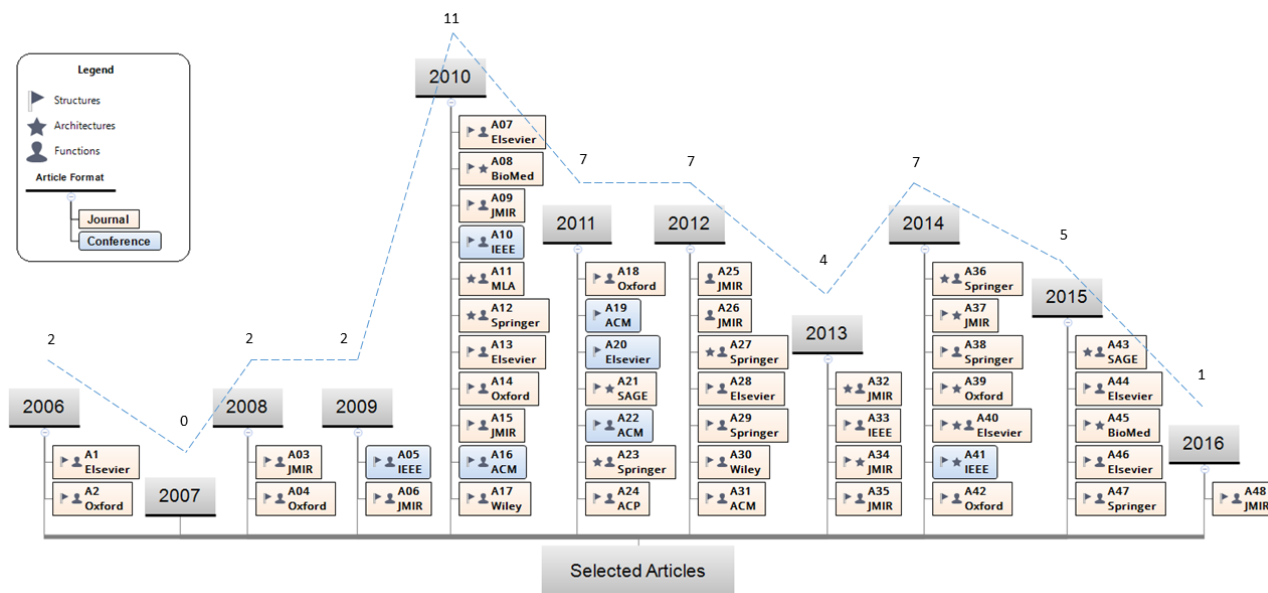 Legend
Structures
Architectures
Functions
Article Format
Journal
Conference
2
2006
A1
Elsevier
A2
Oxford
0
2007
2
2008
A03
JMIR
A04
Oxford
2
2009
A05
IEEE
A06
JMIR
11
2010
A07
Elsevier
A08
BioMed
A09
JMIR
A10
IEEE
A11
MLA
A12
Springer
A13
Elsevier
A14
Oxford
A15
JMIR
A16
ACM
A17
Wiley
7
2011
A18
Oxford
A19
ACM
A20
Elsevier
A21
SAGE
A22
ACM
A23
Springer
A24
ACP
7
2012
A25
JMIR
A26
JMIR
A27
Springer
A28
Elsevier
A29
Springer
A30
Wiley
A31
ACM
4
2013
A32
JMIR
A33
IEEE
A34
JMIR
A35
JMIR
7
2014
A36
Springer
A37
JMIR
A38
Springer
A39
Oxford
A40
Elsevier
A41
IEEE
A42
Oxford
5
2015
A43
SAGE
A44
Elsevier
A45
BioMed
A46
Elsevier
A47
Springer
1
2016
A48
JMIR
Selected Articles